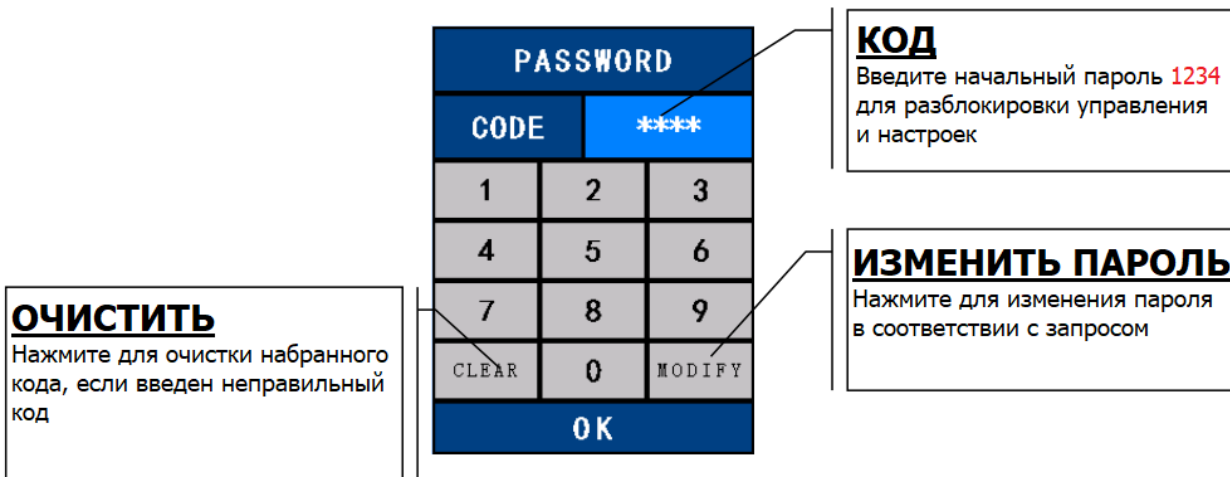 PASSWORD
CODE ****
1 2 3
4 5 6
7 8 9
CLEAR 0 MODIFY
OK
КОД
Введите начальный пароль 1234
для разблокировки управления
и настроек
ИЗМЕНИТЬ ПАРОЛЬ
Нажмите для изменения пароля
в соответствии с запросом
ОЧИСТИТЬ
Нажмите для очистки набранного
кода, если введен неправильный
код